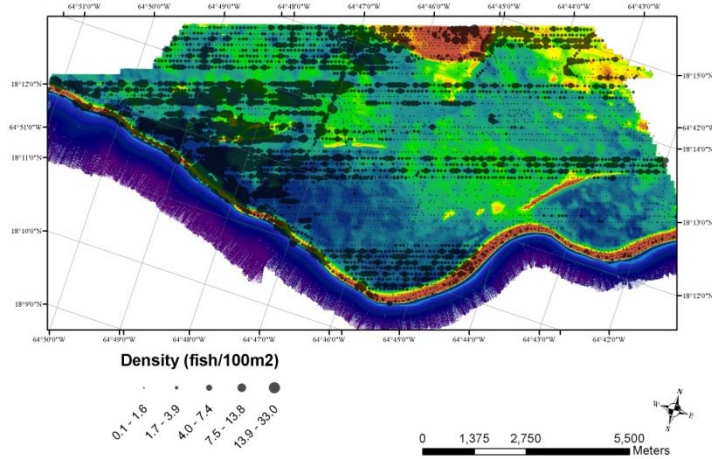 64°51'0"W 64°50'0"W 64°49'0"W 64°48'0"W 64°47'0"W 64°46'0"W 64°45'0"W 64°44'0"W 64°43'0"W
18°15'0"N
18°12'0"N
64°51'0"W
64°42'0"W
18°14'0"N
18°11'0"N
18°13'0"N
18°10'0"N
18°12'0"N
18°9'0"N
64°50'0"W 64°49'0"W 64°48'0"W 64°47'0"W 64°46'0"W 64°45'0"W 64°44'0"W 64°43'0"W 64°42'0"W
Density (fish/100m2)
0.1 - 1.6 1.7 - 3.9 4.0 - 7.4 7.5 - 13.8 13.9 - 33.0
N
W E
S
0 1,375 2,750 5,500
Meters